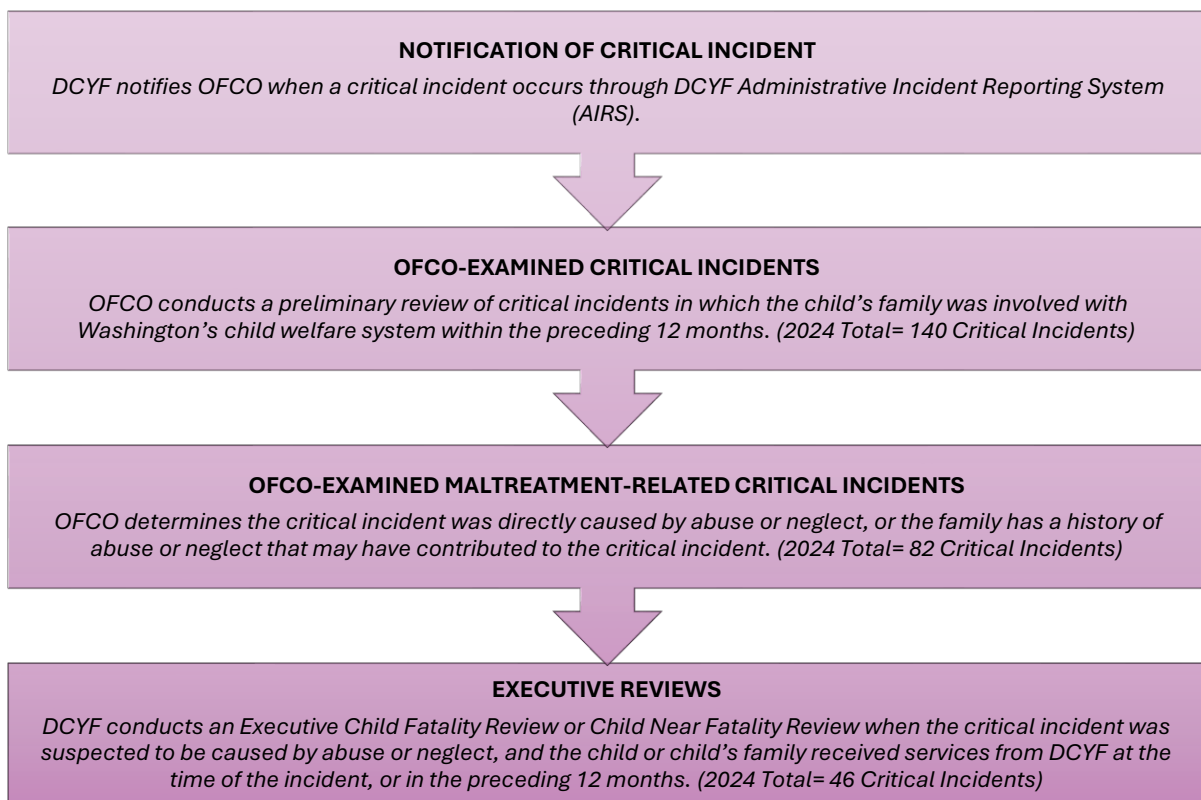 NOTIFICATION OF CRITICAL INCIDENT
DCYF notifies OFCO when a critical incident occurs through DCYF Administrative Incident Reporting System
(AIRS).
OFCO-EXAMINED CRITICAL INCIDENTS
OFCO conducts a preliminary review of critical incidents in which the child’s family was involved with
Washington’s child welfare system within the preceding 12 months. (2024 Total= 140 Critical Incidents)
OFCO-EXAMINED MALTREATMENT-RELATED CRITICAL INCIDENTS
OFCO determines the critical incident was directly caused by abuse or neglect, or the family has a history of
abuse or neglect that may have contributed to the critical incident. (2024 Total= 82 Critical Incidents)
EXECUTIVE REVIEWS
DCYF conducts an Executive Child Fatality Review or Child Near Fatality Review when the critical incident was
suspected to be caused by abuse or neglect, and the child or child’s family received services from DCYF at the
time of the incident, or in the preceding 12 months. (2024 Total= 46 Critical Incidents)